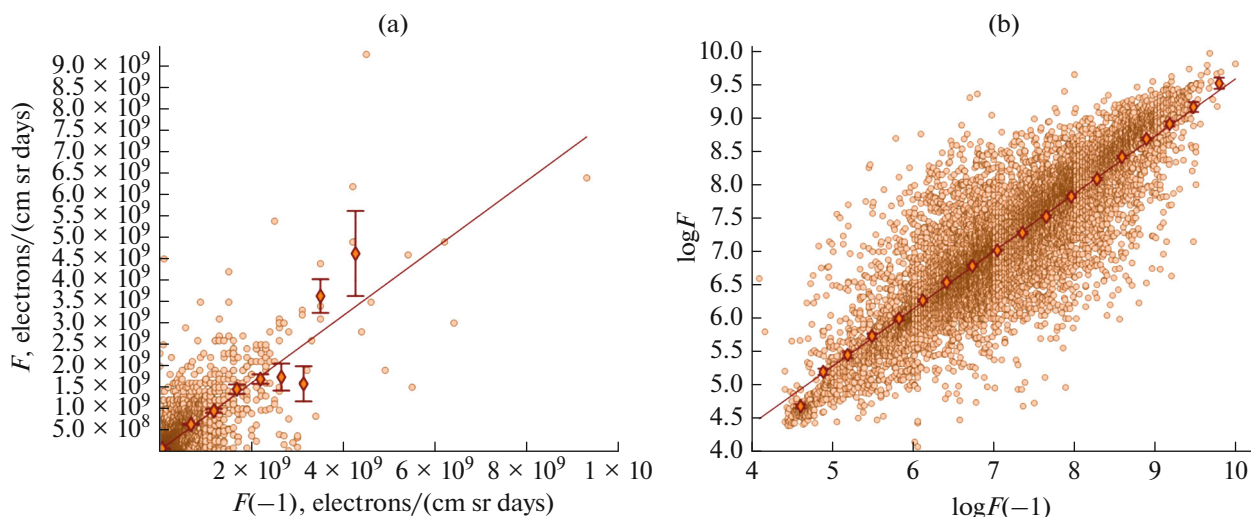 (a)
F, electrons/(cm sr days)
9.0 × 10⁹
8.5 × 10⁹
7.5 × 10⁹
7.0 × 10⁹
6.5 × 10⁹
6.0 × 10⁹
5.5 × 10⁹
5.0 × 10⁹
4.5 × 10⁹
4.0 × 10⁹
3.5 × 10⁹
3.0 × 10⁹
2.5 × 10⁹
2.0 × 10⁹
1.5 × 10⁹
1.0 × 10⁹
5.0 × 10⁸
2 × 10⁹
4 × 10⁹
6 × 10⁹
8 × 10⁹
1 × 10
F(−1), electrons/(cm sr days)
(b)
logF
10.0
9.5
9.0
8.5
8.0
7.5
7.0
6.5
6.0
5.5
5.0
4.5
4.0
4 5 6 7 8 9 10
logF(−1)